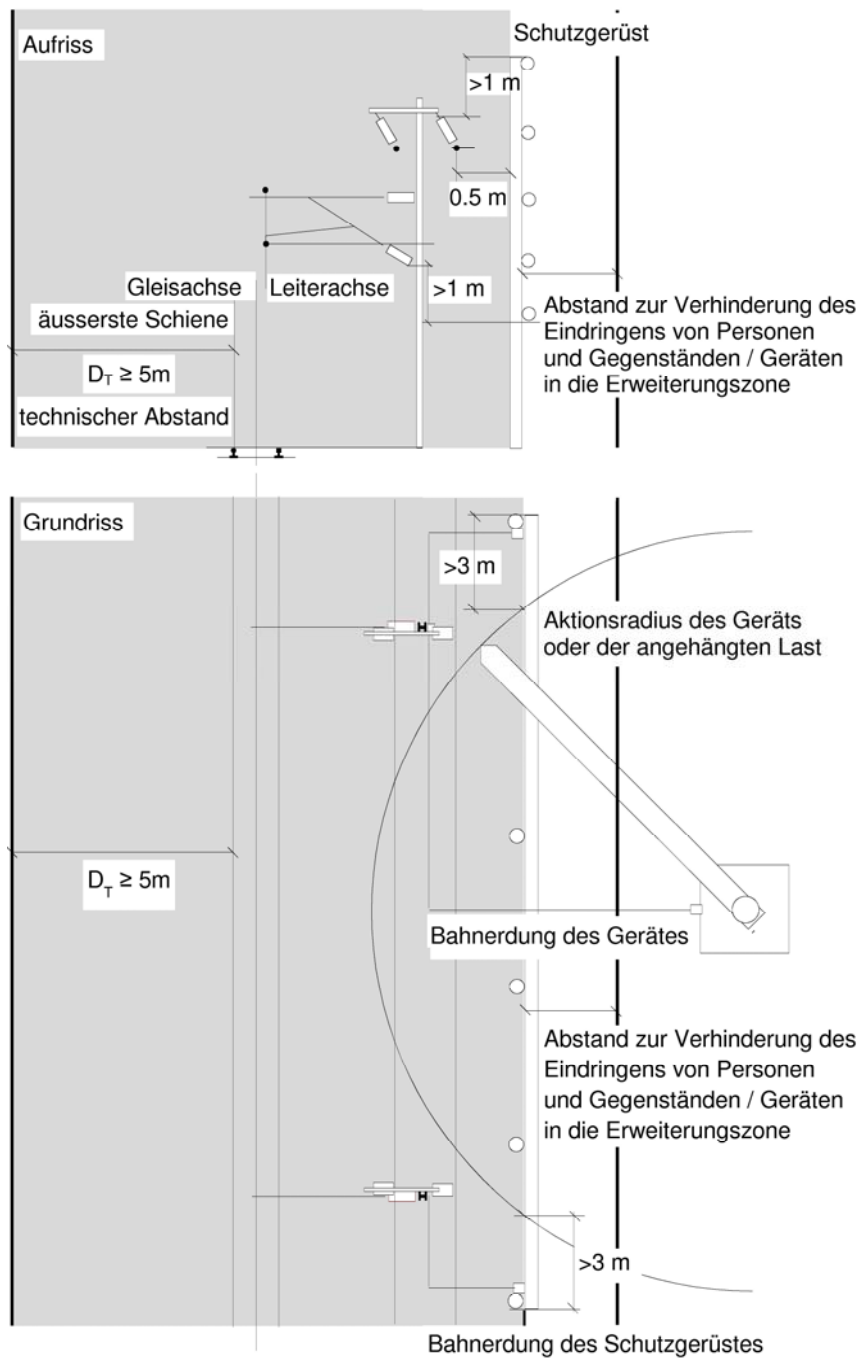 Aufriss
Schutzgerüst
>1 m
0.5 m
Gleisachse
Leiterachse
>1 m
äusserste Schiene
D_T ≥ 5m
technischer Abstand
Abstand zur Verhinderung des
Eindringens von Personen
und Gegenständen / Geräten
in die Erweiterungszone
Grundriss
>3 m
Aktionsradius des Geräts
oder der angehängten Last
D_T ≥ 5m
Bahnerdung des Gerätes
Abstand zur Verhinderung des
Eindringens von Personen
und Gegenständen / Geräten
in die Erweiterungszone
>3 m
Bahnerdung des Schutzgerüstes